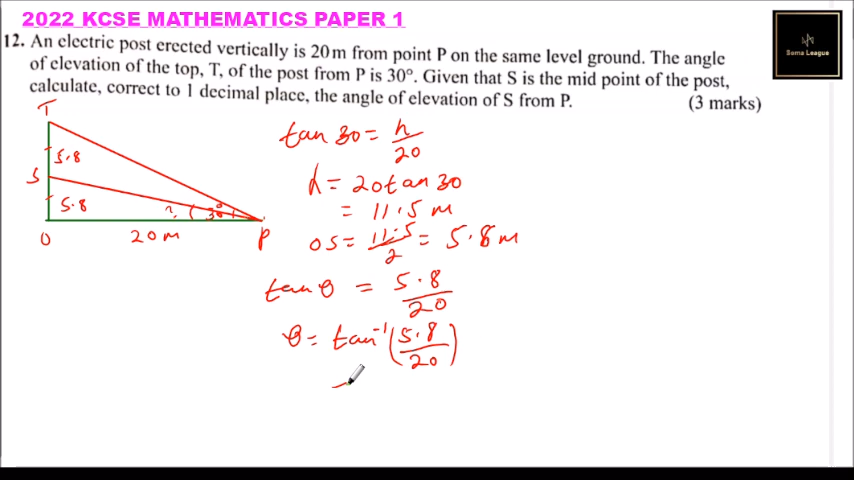 2022 KCSE MATHEMATICS PAPER 1
12. An electric post erected vertically is 20 m from point P on the same level ground. The angle
of elevation of the top, T, of the post from P is 30°. Given that S is the mid point of the post,
calculate, correct to 1 decimal place, the angle of elevation of S from P.
(3 marks)
Soma League
T
5.8
S
5.8
?
30°
O
20m
P
tan 30 = h/20
h = 20 tan 30
= 11.5 m
OS = 11.5/2 = 5.8 m
tan θ = 5.8/20
θ = tan⁻¹(5.8/20)